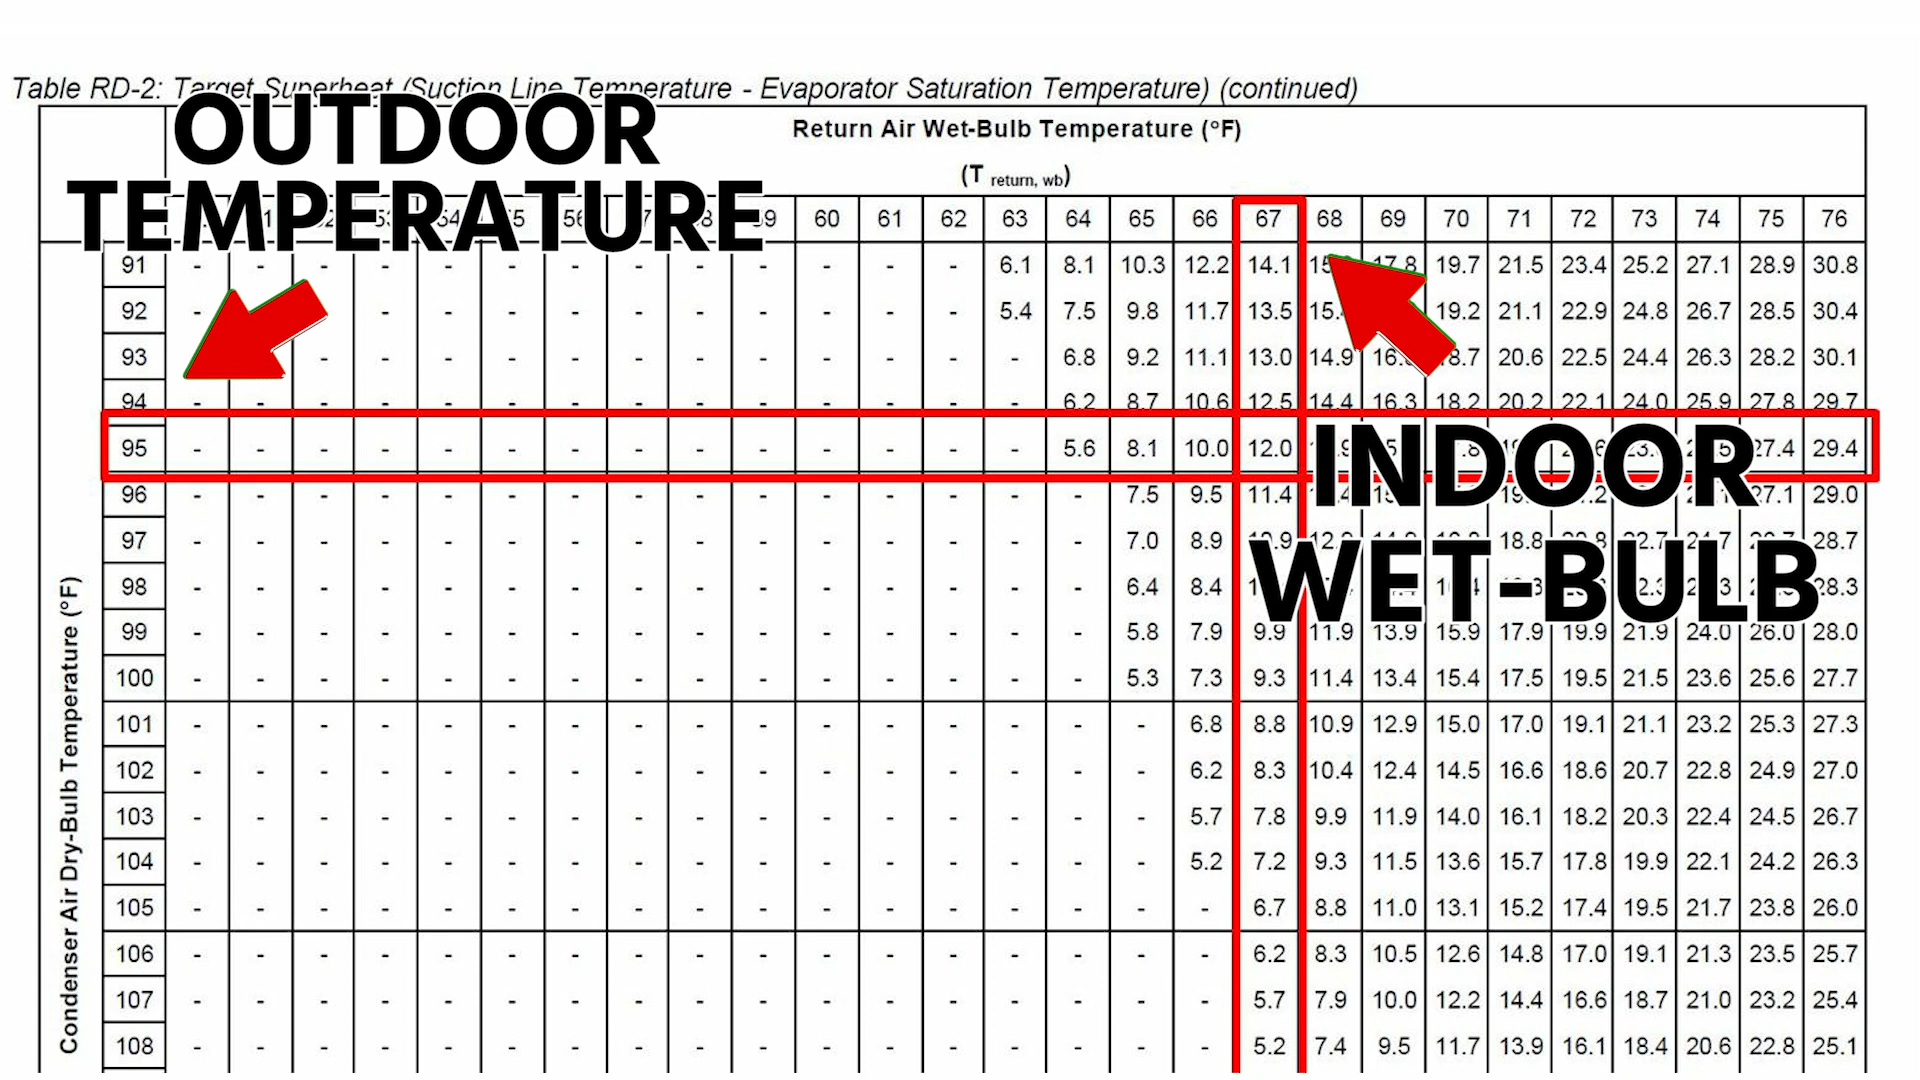 Table RD-2: Target Superheat (Suction Line Temperature - Evaporator Saturation Temperature) (continued)
OUTDOOR
TEMPERATURE
Return Air Wet-Bulb Temperature (°F)
(T return, wb)
60 61 62 63 64 65 66 67 68 69 70 71 72 73 74 75 76
Condenser Air Dry-Bulb Temperature (°F)
91 - - - - - - - - - - - - 6.1 8.1 10.3 12.2 14.1 17.8 19.7 21.5 23.4 25.2 27.1 28.9 30.8
92 - - - - - - - - - - - 5.4 7.5 9.8 11.7 13.5 19.2 21.1 22.9 24.8 26.7 28.5 30.4
93 - - - - - - - - - - - - 6.8 9.2 11.1 13.0 14.9 18.7 20.6 22.5 24.4 26.3 28.2 30.1
94 - - - - - - - - - - - - - - 6.2 8.7 10.6 12.5 14.4 16.3 18.2 20.2 22.1 24.0 25.9 27.8 29.7
95 - - - - - - - - - - - - - - 5.6 8.1 10.0 12.0 27.4 29.4
INDOOR
WET-BULB
96 - - - - - - - - - - - - - - - 7.5 9.5 11.4 27.1 29.0
97 - - - - - - - - - - - - - - - 7.0 8.9 18.8 28.7
98 - - - - - - - - - - - - - - - 6.4 8.4 28.3
99 - - - - - - - - - - - - - - - 5.8 7.9 9.9 11.9 13.9 15.9 17.9 19.9 21.9 24.0 26.0 28.0
100 - - - - - - - - - - - - - - - 5.3 7.3 9.3 11.4 13.4 15.4 17.5 19.5 21.5 23.6 25.6 27.7
101 - - - - - - - - - - - - - - - - 6.8 8.8 10.9 12.9 15.0 17.0 19.1 21.1 23.2 25.3 27.3
102 - - - - - - - - - - - - - - - - 6.2 8.3 10.4 12.4 14.5 16.6 18.6 20.7 22.8 24.9 27.0
103 - - - - - - - - - - - - - - - - 5.7 7.8 9.9 11.9 14.0 16.1 18.2 20.3 22.4 24.5 26.7
104 - - - - - - - - - - - - - - - - 5.2 7.2 9.3 11.5 13.6 15.7 17.8 19.9 22.1 24.2 26.3
105 - - - - - - - - - - - - - - - - - 6.7 8.8 11.0 13.1 15.2 17.4 19.5 21.7 23.8 26.0
106 - - - - - - - - - - - - - - - - - 6.2 8.3 10.5 12.6 14.8 17.0 19.1 21.3 23.5 25.7
107 - - - - - - - - - - - - - - - - - 5.7 7.9 10.0 12.2 14.4 16.6 18.7 21.0 23.2 25.4
108 - - - - - - - - - - - - - - - - - 5.2 7.4 9.5 11.7 13.9 16.1 18.4 20.6 22.8 25.1